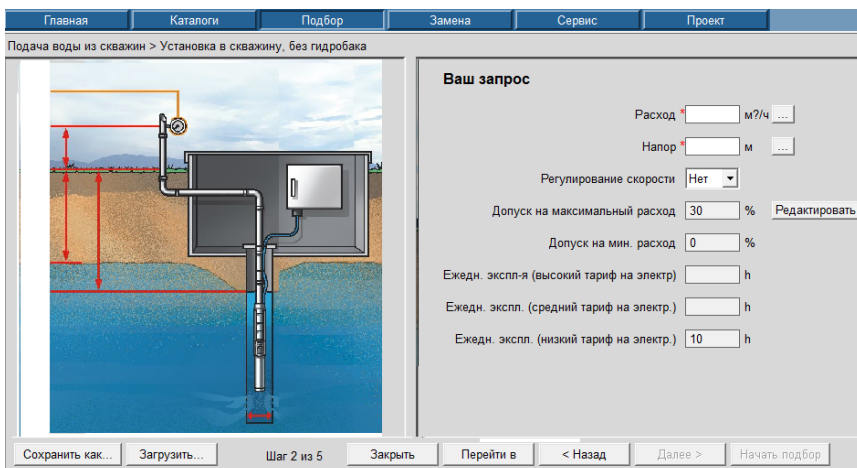 Главная Каталоги Подбор Замена Сервис Проект
Подача воды из скважин > Установка в скважину, без гидробака
Ваш запрос
Расход * м?/ч ...
Напор * м ...
Регулирование скорости Нет
Допуск на максимальный расход 30 % Редактировать
Допуск на мин. расход 0 %
Ежедн. экспл-я (высокий тариф на электр) h
Ежедн. экспл. (средний тариф на электр.) h
Ежедн. экспл. (низкий тариф на электр.) 10 h
Сохранить как... Загрузить... Шаг 2 из 5 Закрыть Перейти в < Назад Далее > Начать подбор